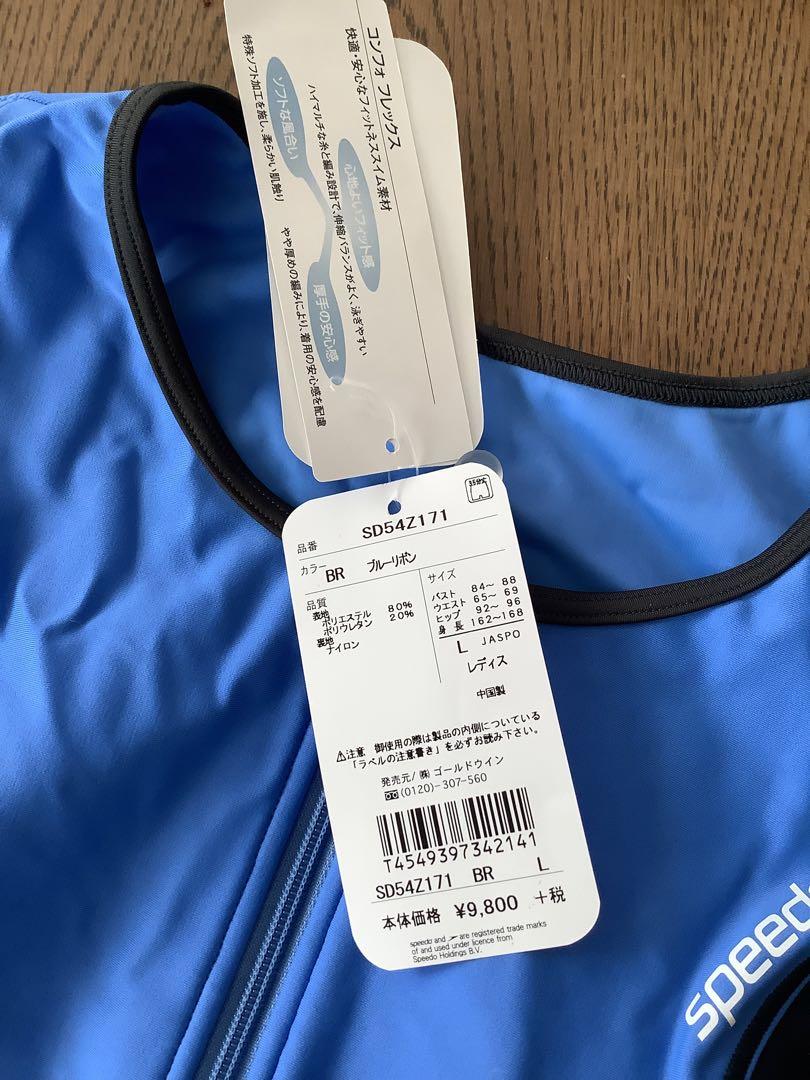 コンフォ フレックス
快適・安心なフィットネススイム素材
心地よいフィット感
ハイマルチな糸と編み設計で、伸縮バランスがよく、泳ぎやすい
ソフトな風合い
特殊ソフト加工を施し、柔らかい肌触り
厚手の安心感
やや厚めの編みにより、着用の安心感を配慮
3.5分丈
品番 SD54Z171
カラー BR ブルーリボン
品質
表地
ポリエステル 80%
ポリウレタン 20%
裏地
ナイロン
サイズ
バスト 84〜 88
ウエスト 65〜 69
ヒップ 92〜 96
身 長 162〜168
L JASPO
レディス
中国製
⚠注意 御使用の際は製品の内側についている
「ラベルの注意書き」を必ずお読み下さい。
発売元/㈱ゴールドウイン
(0120)-307-560
T4549397342141
SD54Z171 BR L
本体価格 ¥9,800 +税
speedo and are registered trade marks
of and used under licence from
Speedo Holdings B.V.
speedo